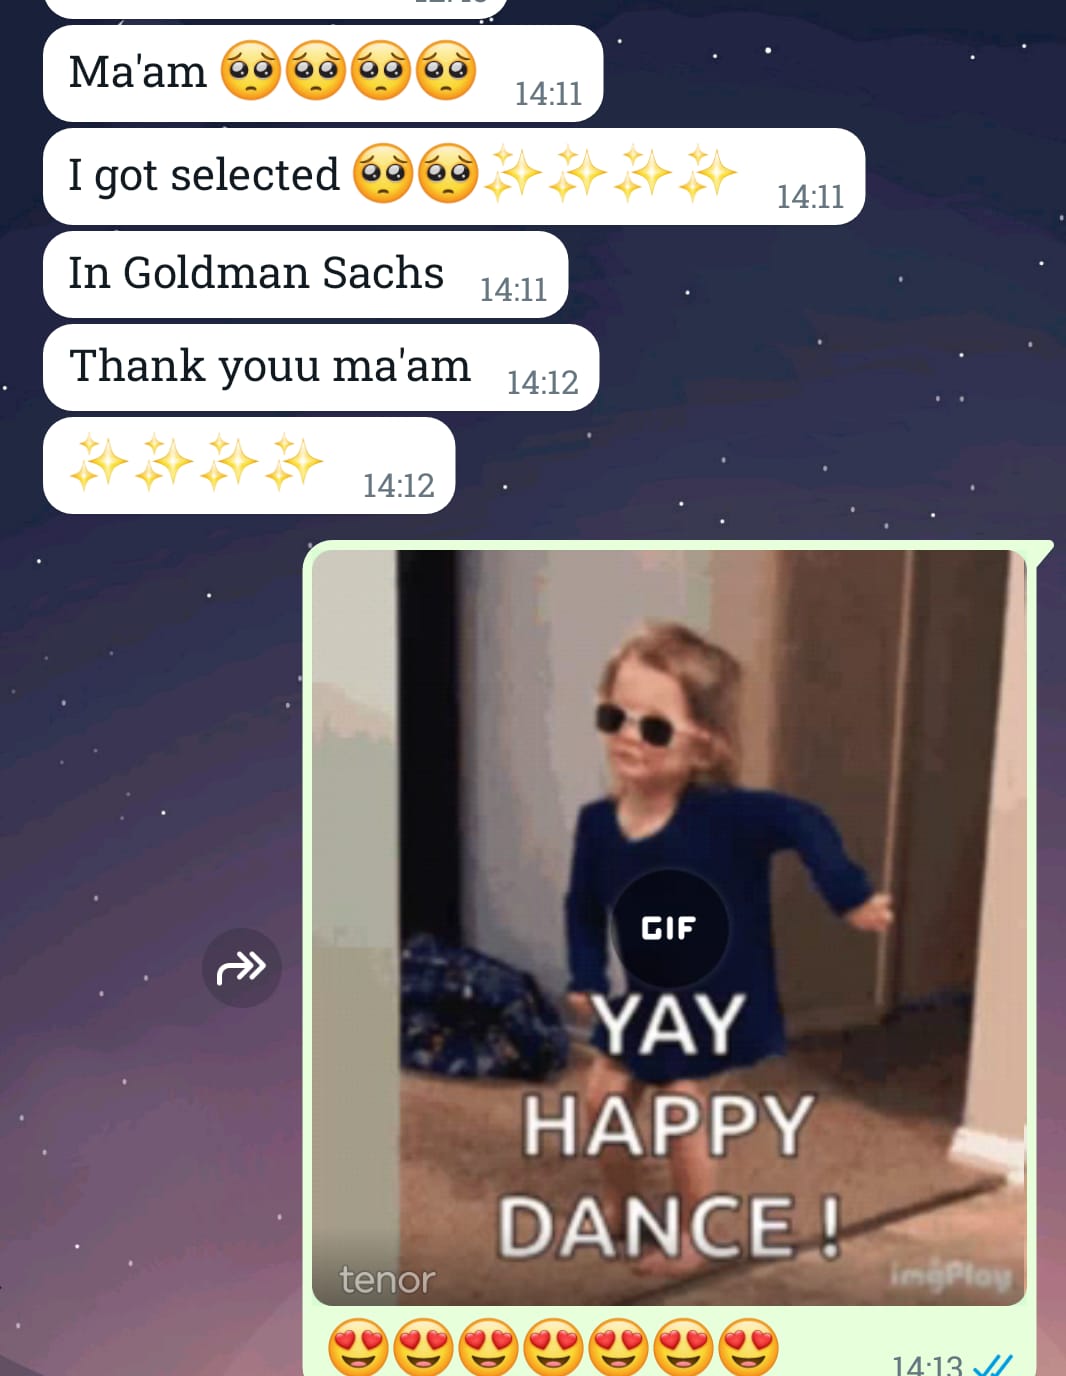 Ma'am 🥺🥺🥺🥺 14:11
I got selected 🥺🥺✨✨✨✨ 14:11
In Goldman Sachs 14:11
Thank youu ma'am 14:12
✨✨✨✨ 14:12
GIF
YAY
HAPPY
DANCE !
tenor imgPlay
😍😍😍😍😍😍😍 14:13